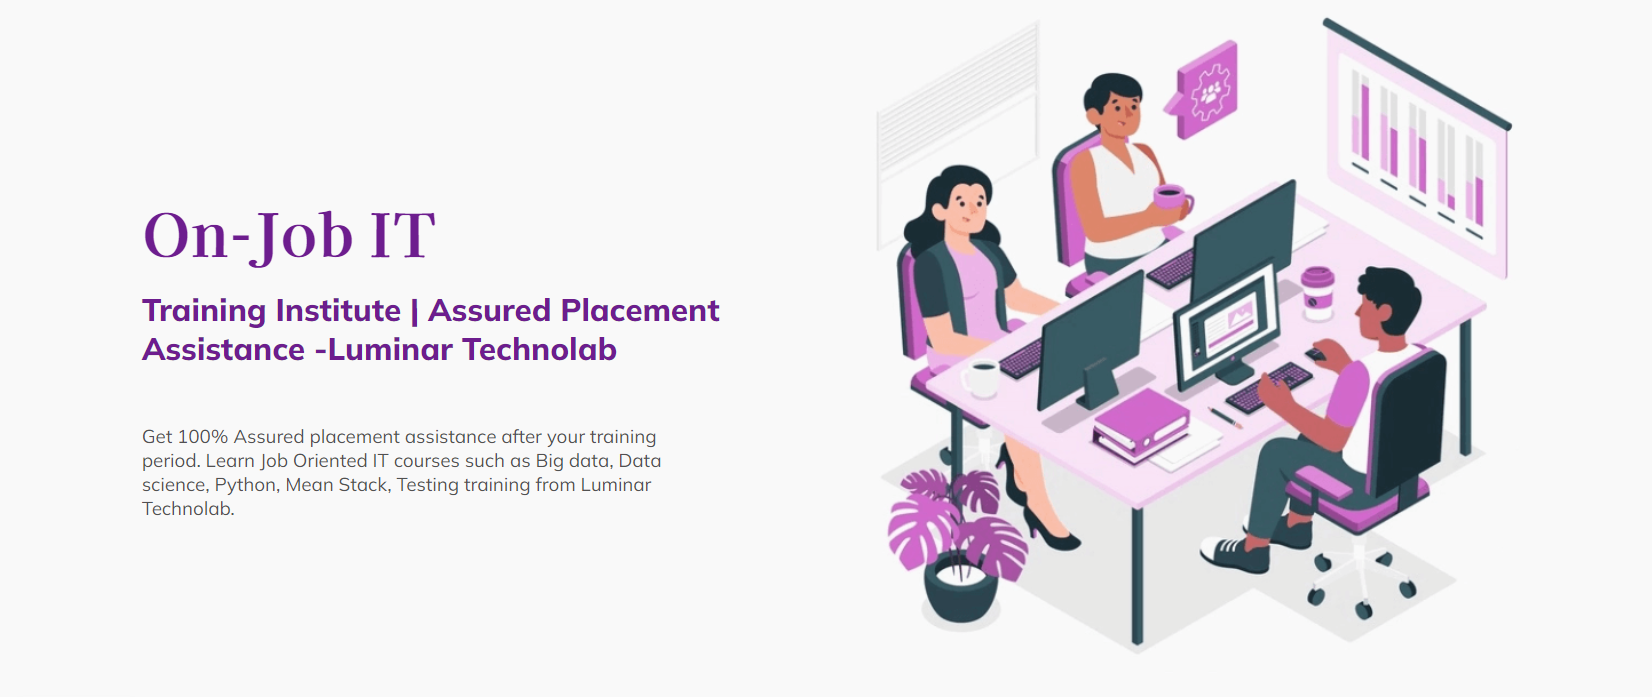 On-Job IT
Training Institute | Assured Placement
Assistance -Luminar Technolab
Get 100% Assured placement assistance after your training
period. Learn Job Oriented IT courses such as Big data, Data
science, Python, Mean Stack, Testing training from Luminar
Technolab.